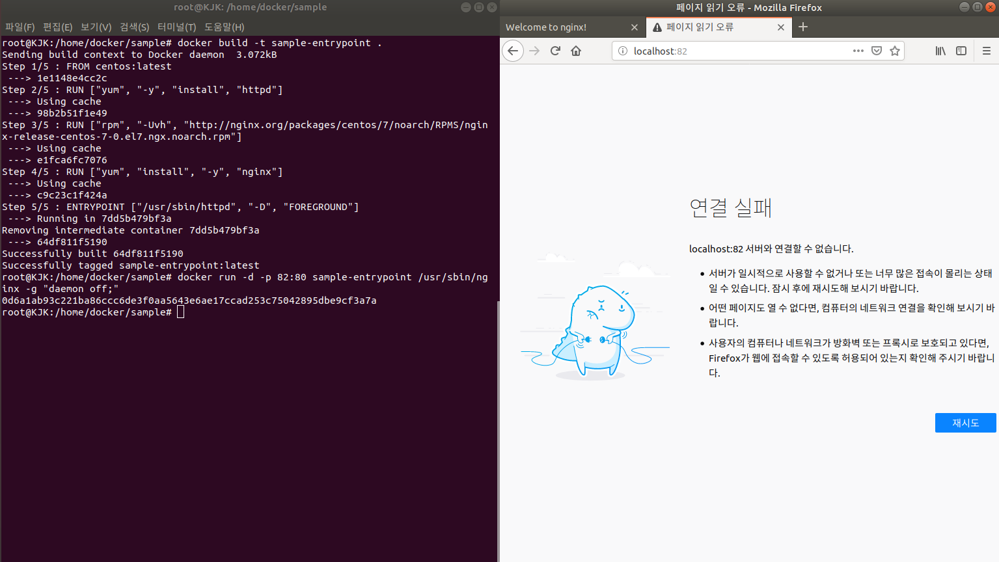 root@KJK: /home/docker/sample
파일(F) 편집(E) 보기(V) 검색(S) 터미널(T) 도움말(H)
root@KJK:/home/docker/sample# docker build -t sample-entrypoint .
Sending build context to Docker daemon  3.072kB
Step 1/5 : FROM centos:latest
 ---> 1e1148e4cc2c
Step 2/5 : RUN ["yum", "-y", "install", "httpd"]
 ---> Using cache
 ---> 98b2b51f1e49
Step 3/5 : RUN ["rpm", "-Uvh", "http://nginx.org/packages/centos/7/noarch/RPMS/ngin
x-release-centos-7-0.el7.ngx.noarch.rpm"]
 ---> Using cache
 ---> e1fca6fc7076
Step 4/5 : RUN ["yum", "install", "-y", "nginx"]
 ---> Using cache
 ---> c9c23c1f424a
Step 5/5 : ENTRYPOINT ["/usr/sbin/httpd", "-D", "FOREGROUND"]
 ---> Running in 7dd5b479bf3a
Removing intermediate container 7dd5b479bf3a
 ---> 64df811f5190
Successfully built 64df811f5190
Successfully tagged sample-entrypoint:latest
root@KJK:/home/docker/sample# docker run -d -p 82:80 sample-entrypoint /usr/sbin/ng
inx -g "daemon off;"
0d6a1ab93c221ba86ccc6de3f0aa5643e6ae17ccad253c75042895dbe9cf3a7a
root@KJK:/home/docker/sample#
페이지 읽기 오류 - Mozilla Firefox
Welcome to nginx!
페이지 읽기 오류
localhost:82
연결 실패
localhost:82 서버와 연결할 수 없습니다.
서버가 일시적으로 사용할 수 없거나 또는 너무 많은 접속이 몰리는 상태
일 수 있습니다. 잠시 후에 재시도해 보시기 바랍니다.
어떤 페이지도 열 수 없다면, 컴퓨터의 네트워크 연결을 확인해 보시기 바
랍니다.
사용자의 컴퓨터나 네트워크가 방화벽 또는 프록시로 보호되고 있다면,
Firefox가 웹에 접속할 수 있도록 허용되어 있는지 확인해 주시기 바랍니
다.
재시도